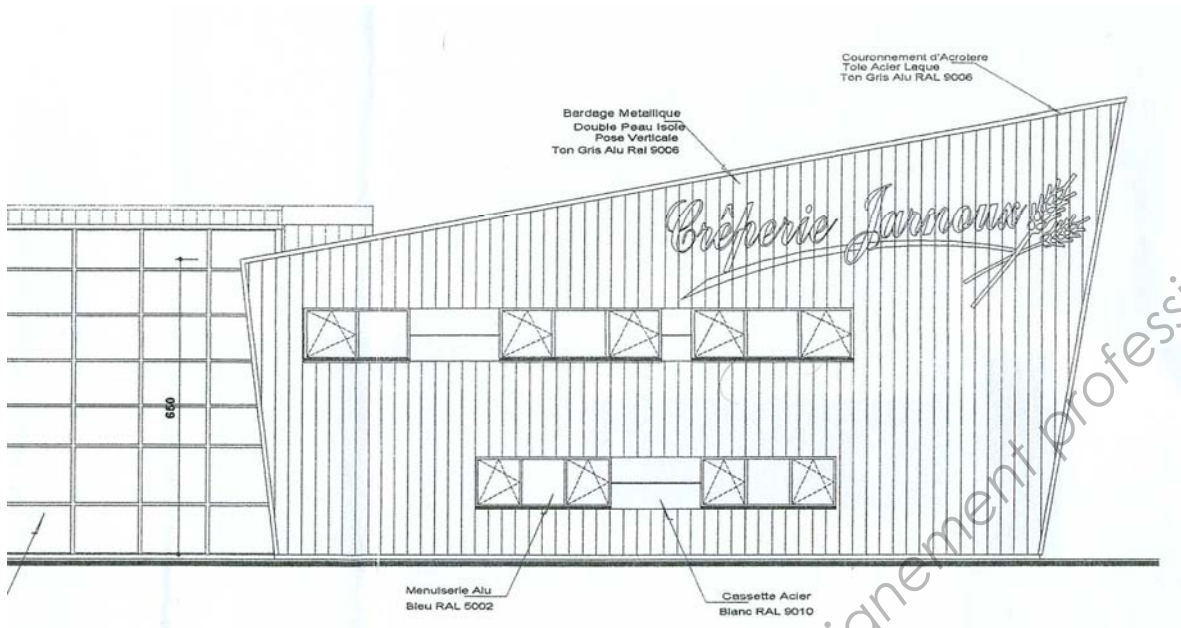 Couronnement d'Acrotere
Tole Acier Laque
Ton Gris Alu RAL 9006
Bardage Metallique
Double Peau Isole
Pose Verticale
Ton Gris Alu Ral 9006
Crêperie Jarnoux
650
Menuiserie Alu
Bleu RAL 5002
Cassette Acier
Blanc RAL 9010